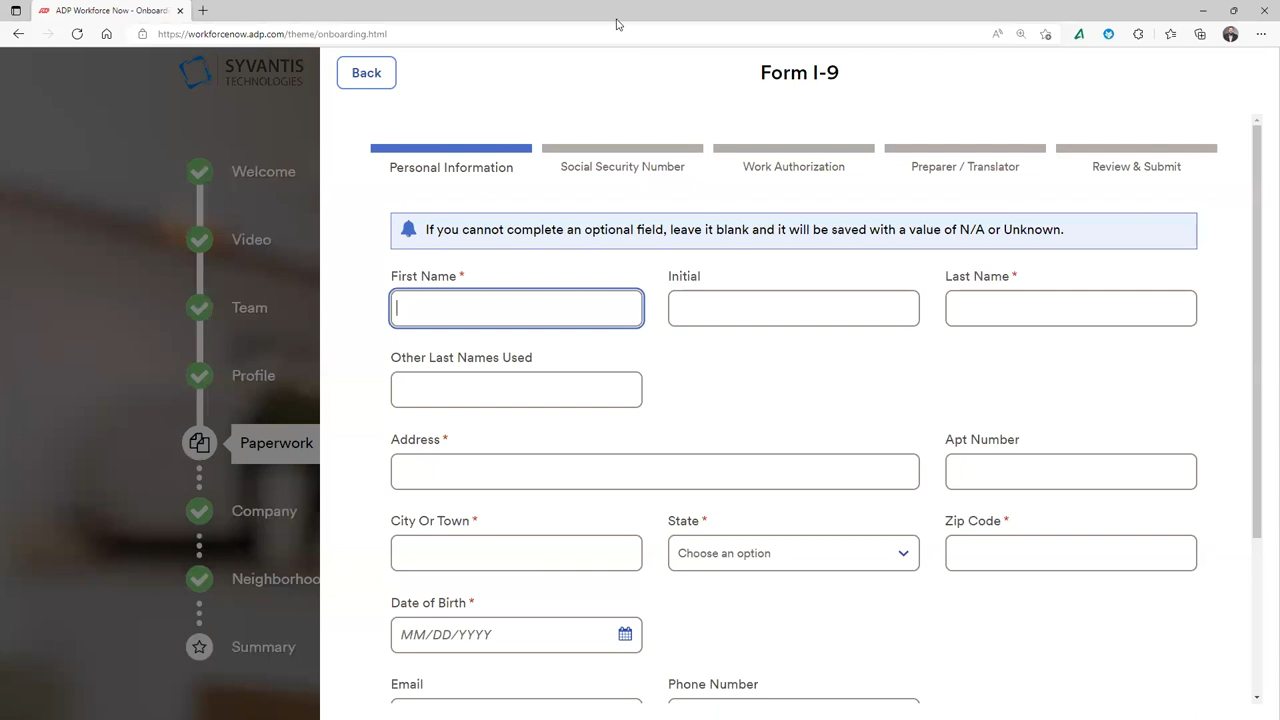 ADP Workforce Now - Onboard
https://workforcenow.adp.com/theme/onboarding.html
SYVANTIS
TECHNOLOGIES
Welcome
Video
Team
Profile
Paperwork
Company
Neighborhoo
Summary
Back
Form I-9
Personal Information
Social Security Number
Work Authorization
Preparer / Translator
Review & Submit
If you cannot complete an optional field, leave it blank and it will be saved with a value of N/A or Unknown.
First Name *
Initial
Last Name *
Other Last Names Used
Address *
Apt Number
City Or Town *
State *
Zip Code *
Choose an option
Date of Birth *
MM/DD/YYYY
Email
Phone Number